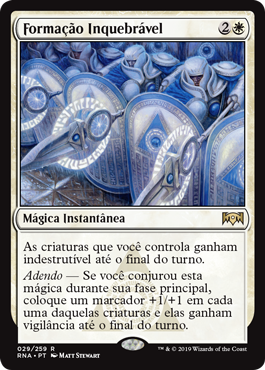 Formação Inquebrável 2
Mágica Instantânea
As criaturas que você controla ganham
indestrutível até o final do turno.
Adendo — Se você conjurou esta
mágica durante sua fase principal,
coloque um marcador +1/+1 em cada
uma daquelas criaturas e elas ganham
vigilância até o final do turno.
029/259 R
RNA • PT MATT STEWART
™ & © 2019 Wizards of the Coast